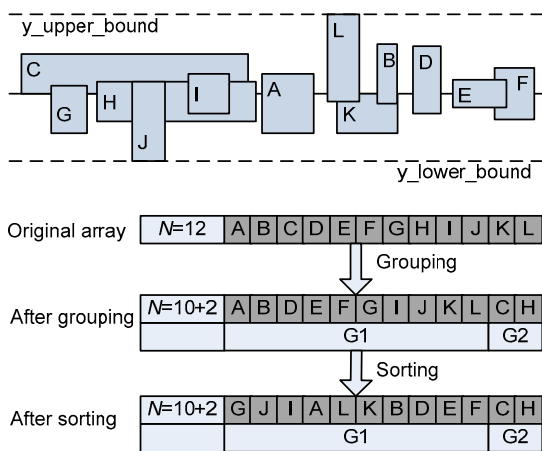 y_upper_bound
L
C
B
D
I
A
F
H
E
G
K
J
y_lower_bound
Original array N=12 A B C D E F G H I J K L
Grouping
After grouping N=10+2 A B D E F G I J K L C H
G1 G2
Sorting
After sorting N=10+2 G J I A L K B D E F C H
G1 G2